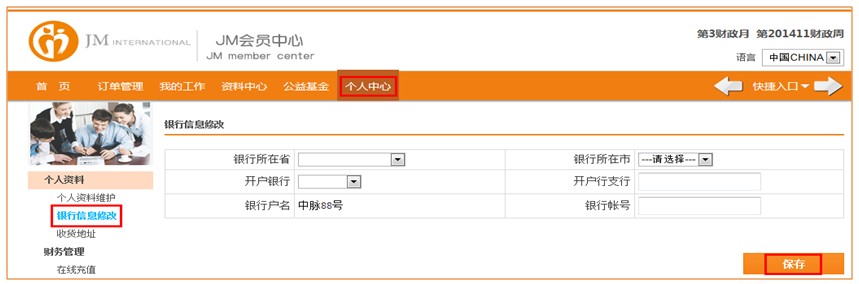 JM INTERNATIONAL
JM会员中心
JM member center
第3财政月 第201411财政周
语言 中国CHINA
首 页 订单管理 我的工作 资料中心 公益基金 个人中心 快捷入口
银行信息修改
银行所在省 银行所在市 ---请选择---
开户银行 开户行支行
银行户名 中脉88号 银行帐号
保存
个人资料
个人资料维护
银行信息修改
收货地址
财务管理
在线充值